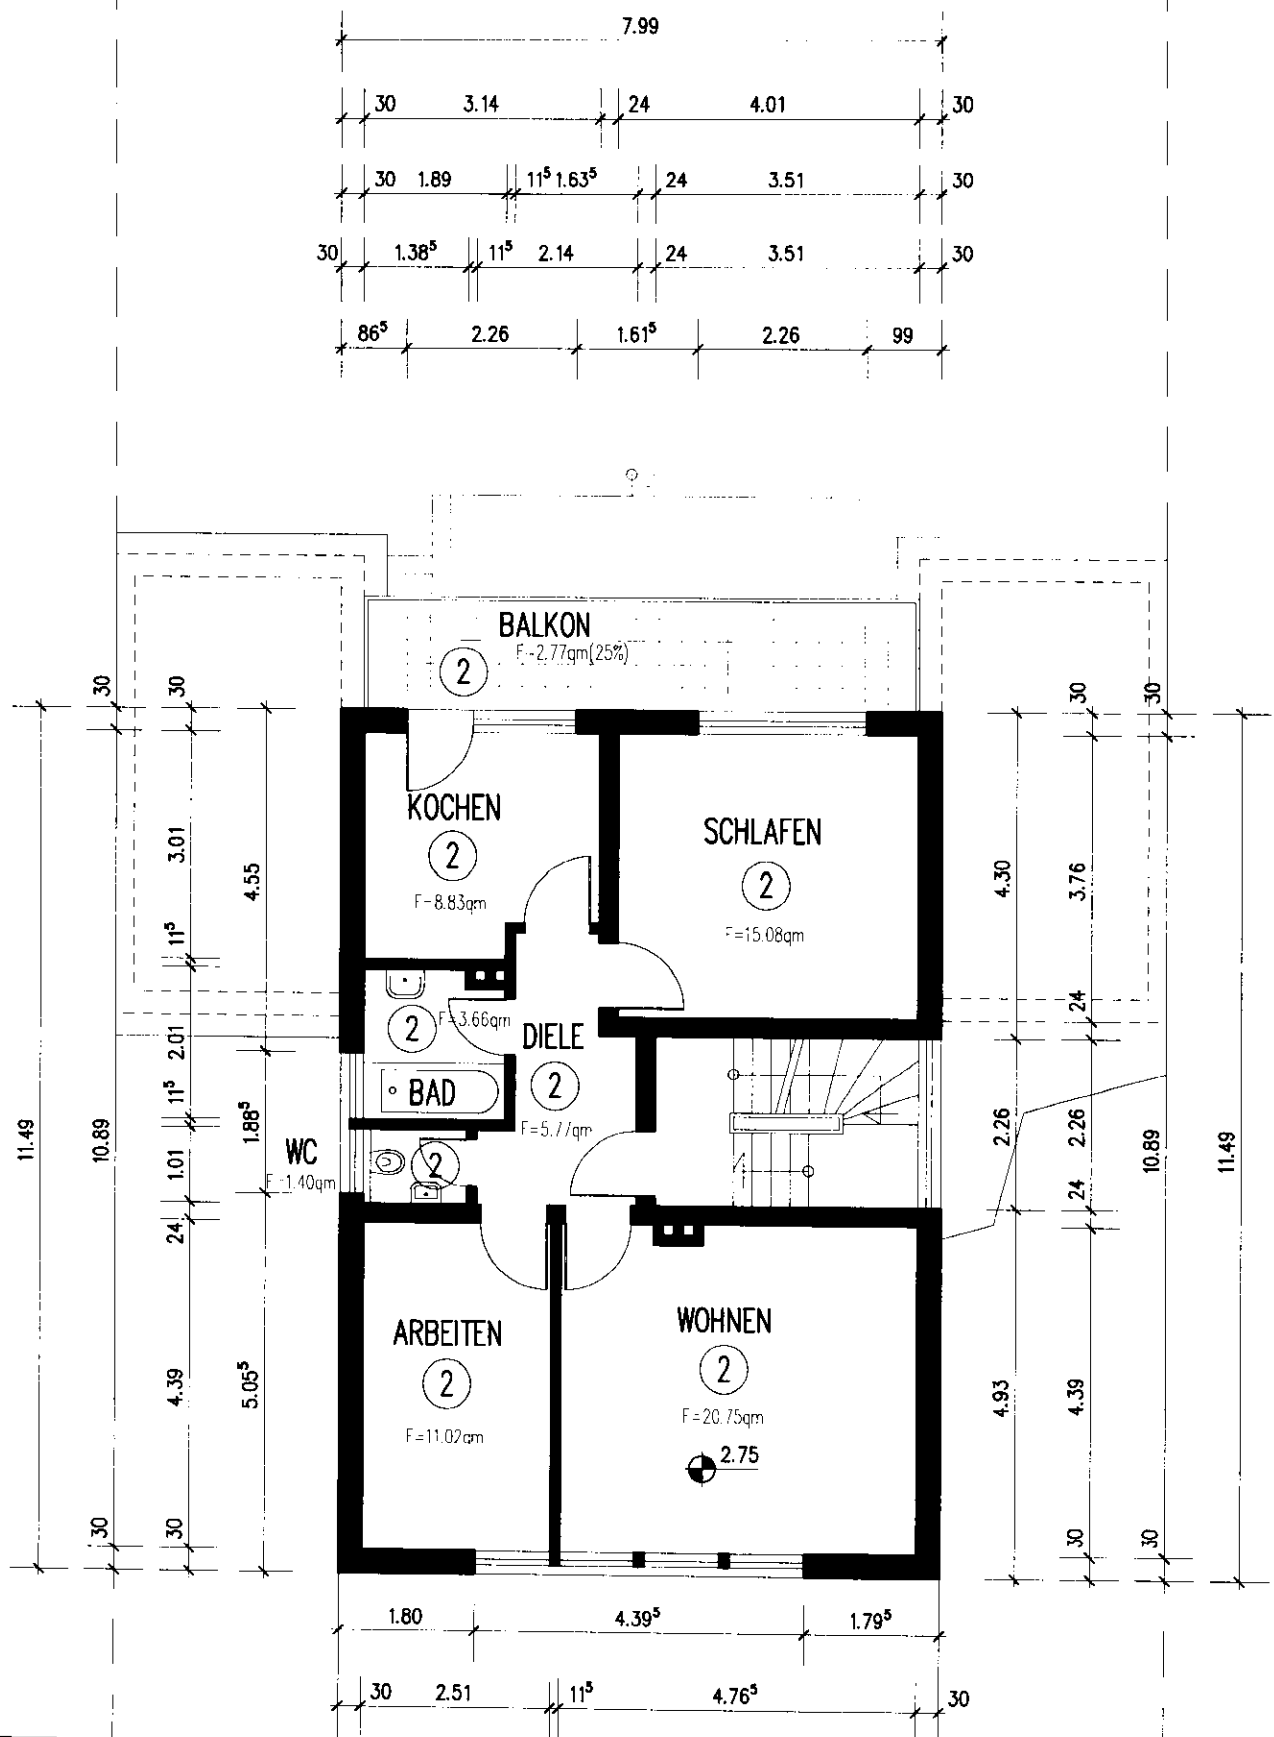 7.99
30 3.14 24 4.01 30
30 1.89 11⁵ 1.63⁵ 24 3.51 30
30 1.38⁵ 11⁵ 2.14 24 3.51 30
86⁵ 2.26 1.61⁵ 2.26 99
BALKON
F=2.77qm(25%)
2
30 30 30 30
KOCHEN
2
F=8.83qm
SCHLAFEN
2
F=15.08qm
3.01
4.55
11⁵
4.30
3.76
24
2
F=3.66qm
BAD
DIELE
2
F=5.77qm
2.01
11⁵
1.88⁵
1.01
24
11.49
10.89
WC
F=1.40qm
2
2.26
2.26
24
10.89
11.49
ARBEITEN
2
F=11.02qm
WOHNEN
2
F=20.75qm
2.75
4.39
5.05⁵
4.93
4.39
30 30 30 30
1.80 4.39⁵ 1.79⁵
30 2.51 11⁵ 4.76⁵ 30